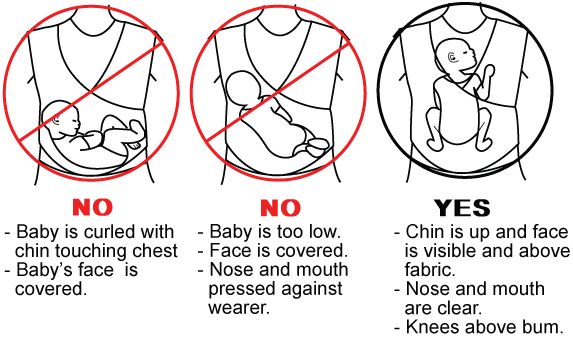 NO
- Baby is curled with
chin touching chest
- Baby's face is
covered.
NO
- Baby is too low.
- Face is covered.
- Nose and mouth
pressed against
wearer.
YES
- Chin is up and face
is visible and above
fabric.
- Nose and mouth
are clear.
- Knees above bum.